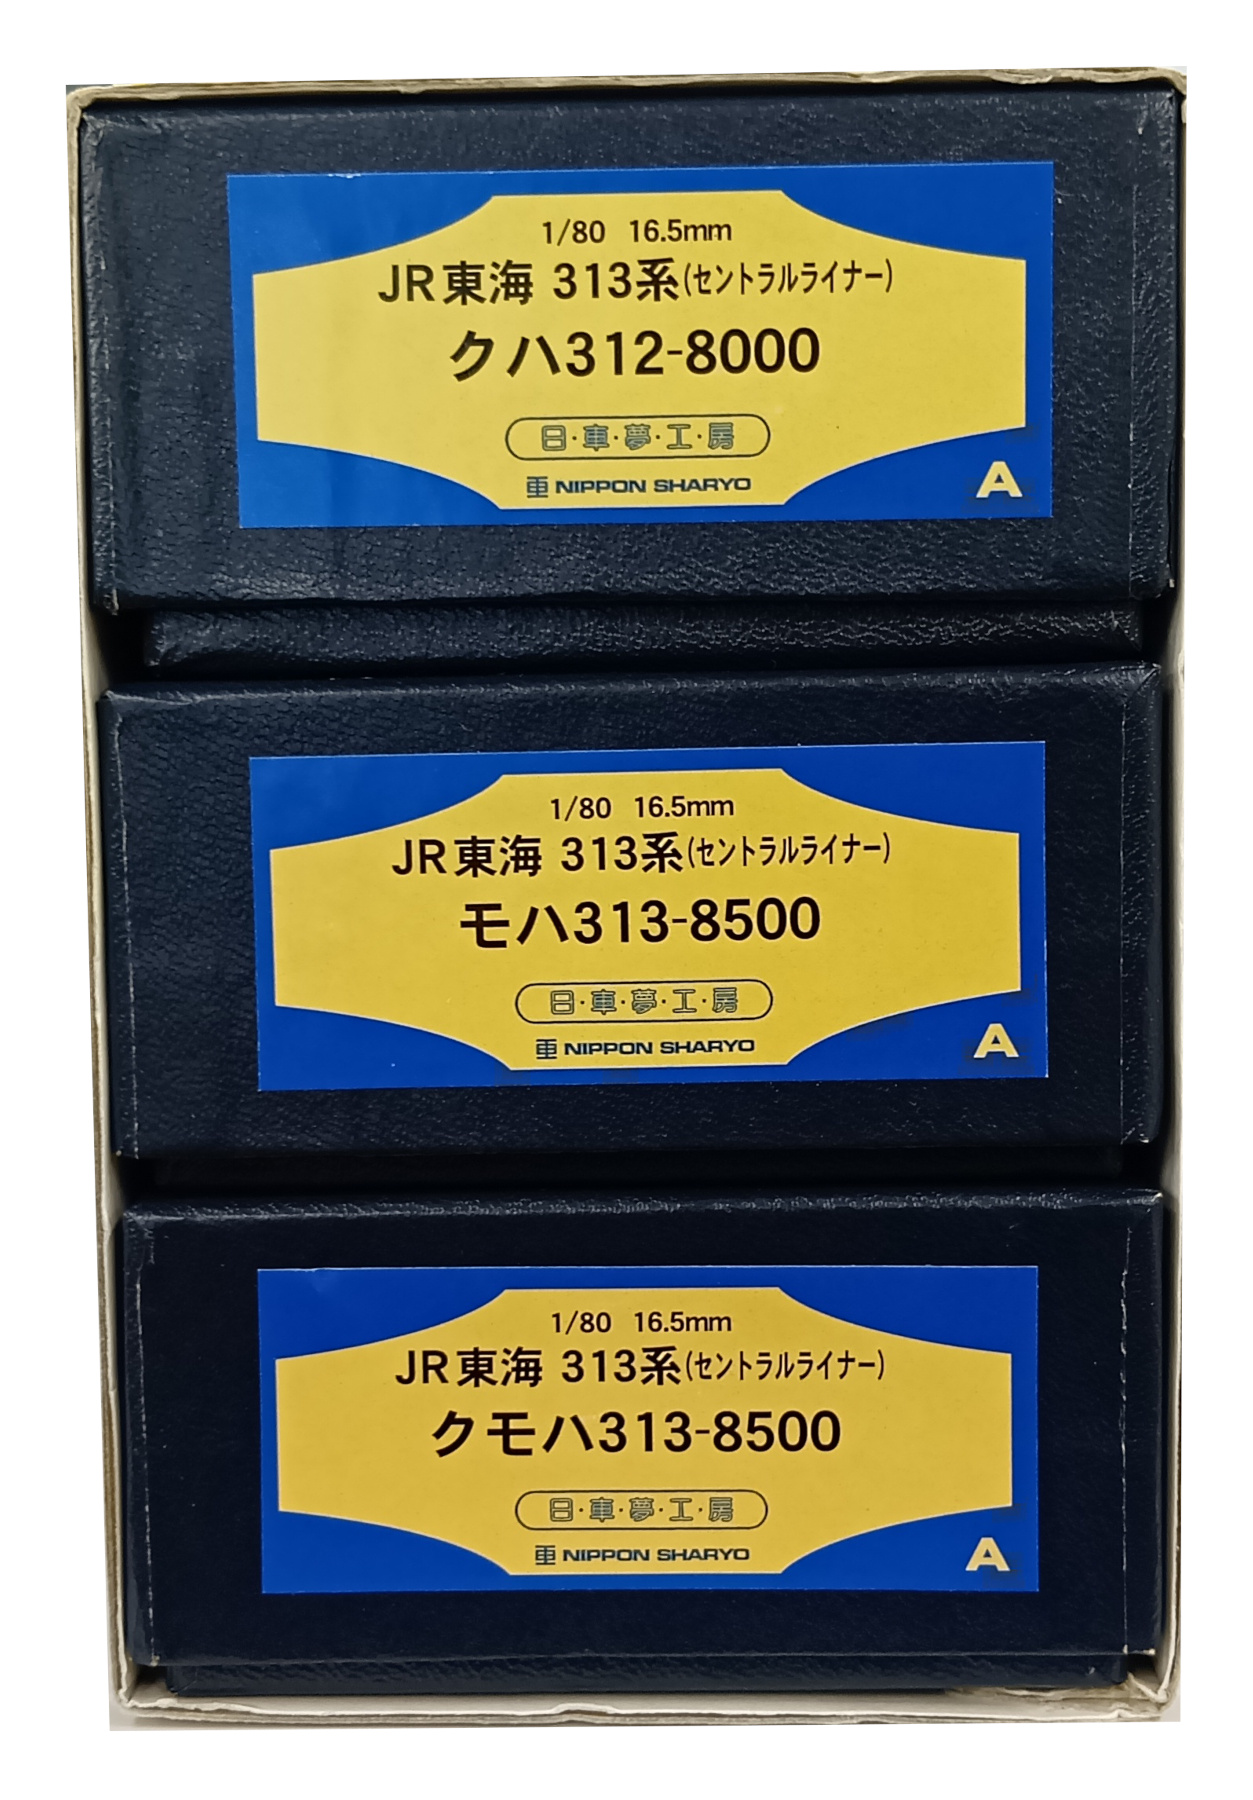 1/80 16.5mm
JR東海 313系(セントラルライナー)
クハ312-8000
日・車・夢・工・房
NIPPON SHARYO
A
1/80 16.5mm
JR東海 313系(セントラルライナー)
モハ313-8500
日・車・夢・工・房
NIPPON SHARYO
A
1/80 16.5mm
JR東海 313系(セントラルライナー)
クモハ313-8500
日・車・夢・工・房
NIPPON SHARYO
A